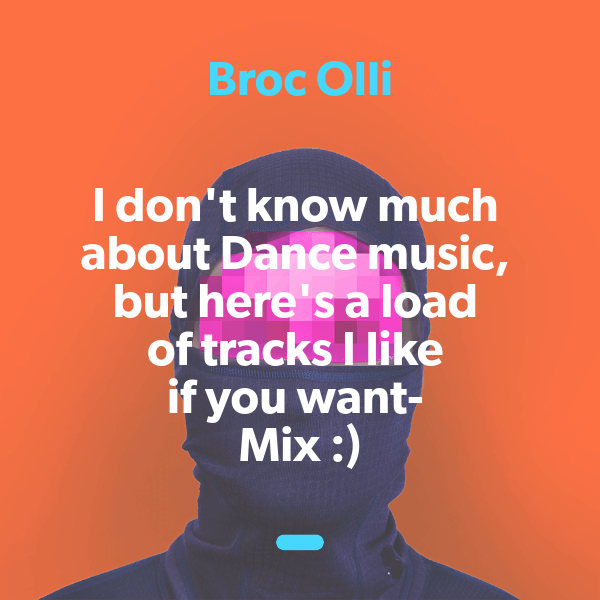 Broc Olli
I don't know much
about Dance music,
but here's a load
of tracks I like
if you want-
Mix :)